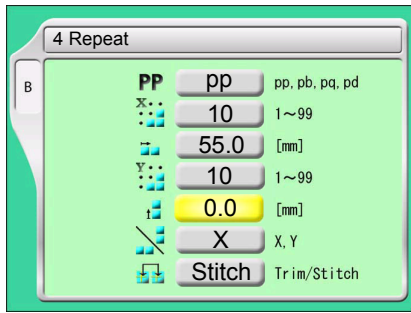 4 Repeat
B
PP pp pp, pb, pq, pd
X 10 1~99
55.0 [mm]
Y 10 1~99
0.0 [mm]
X X, Y
Stitch Trim/Stitch